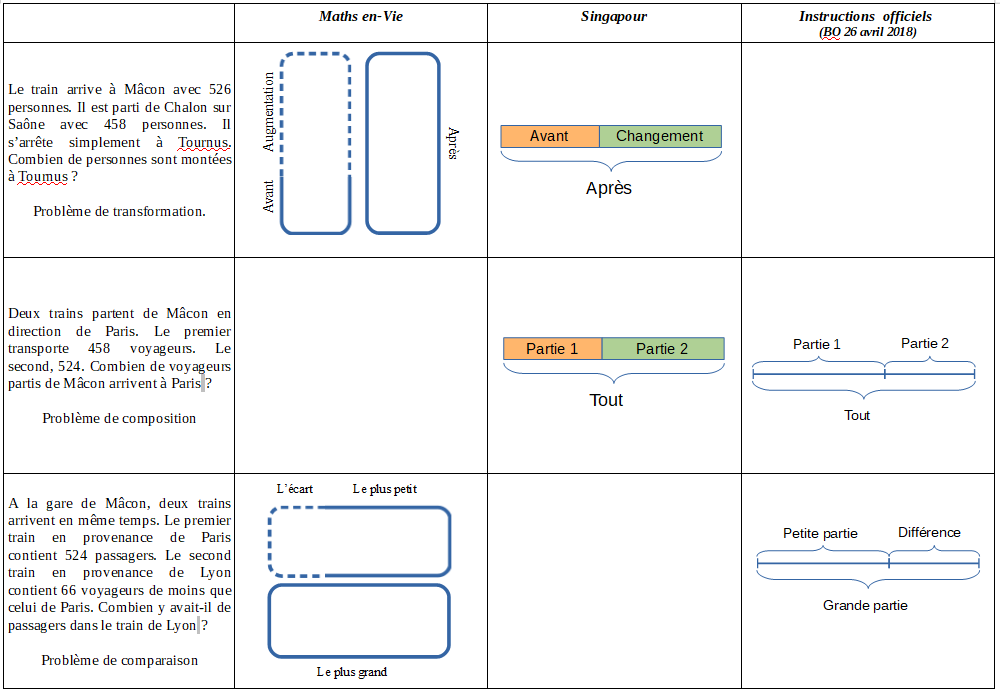 Maths en-Vie
Singapour
Instructions officiels
(BO 26 avril 2018)
Le train arrive à Mâcon avec 526
personnes. Il est parti de Chalon sur
Saône avec 458 personnes. Il
s’arrête simplement à Tournus.
Combien de personnes sont montées
à Tournus ?
Problème de transformation.
Augmentation
Avant
Après
Avant
Changement
Après
Deux trains partent de Mâcon en
direction de Paris. Le premier
transporte 458 voyageurs. Le
second, 524. Combien de voyageurs
partis de Mâcon arrivent à Paris ?
Problème de composition
Partie 1
Partie 2
Tout
Partie 1
Partie 2
Tout
A la gare de Mâcon, deux trains
arrivent en même temps. Le premier
train en provenance de Paris
contient 524 passagers. Le second
train en provenance de Lyon
contient 66 voyageurs de moins que
celui de Paris. Combien y avait-il de
passagers dans le train de Lyon ?
Problème de comparaison
L’écart
Le plus petit
Le plus grand
Petite partie
Différence
Grande partie